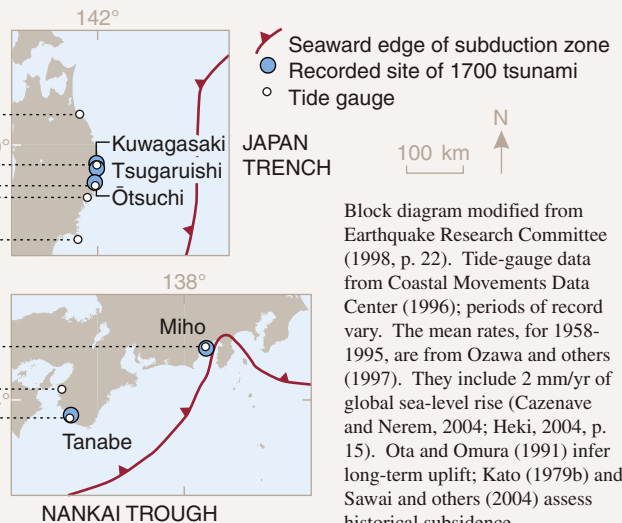 142°
Seaward edge of subduction zone
Recorded site of 1700 tsunami
Tide gauge
Kuwagasaki
Tsugaruishi
Ōtsuchi
JAPAN
TRENCH
N
100 km
138°
Miho
Tanabe
NANKAI TROUGH
Block diagram modified from
Earthquake Research Committee
(1998, p. 22). Tide-gauge data
from Coastal Movements Data
Center (1996); periods of record
vary. The mean rates, for 1958-
1995, are from Ozawa and others
(1997). They include 2 mm/yr of
global sea-level rise (Cazenave
and Nerem, 2004; Heki, 2004, p.
15). Ota and Omura (1991) infer
long-term uplift; Kato (1979b) and
Sawai and others (2004) assess
historical subsidence